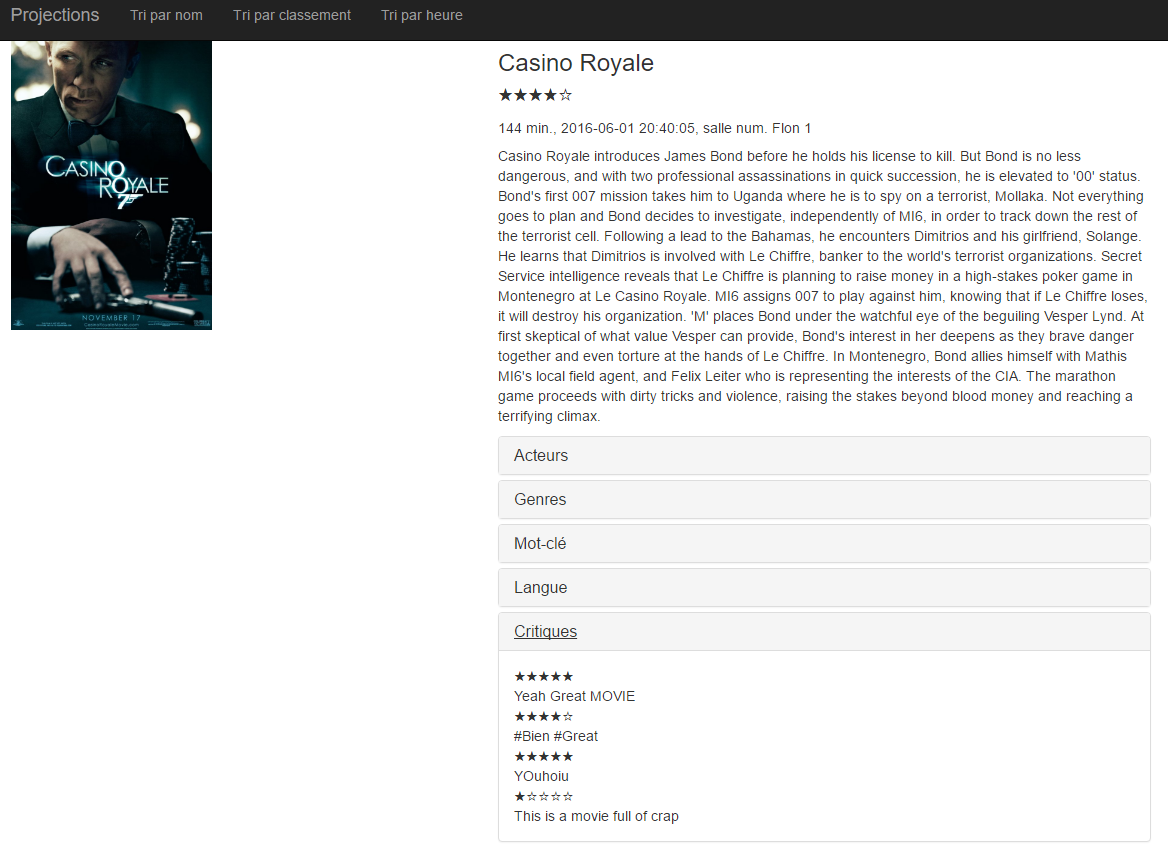 Projections Tri par nom Tri par classement Tri par heure
CASINO
ROYALE
007
NOVEMBER 17
Casino Royale
★★★★☆
144 min., 2016-06-01 20:40:05, salle num. Flon 1
Casino Royale introduces James Bond before he holds his license to kill. But Bond is no less
dangerous, and with two professional assassinations in quick succession, he is elevated to '00' status.
Bond's first 007 mission takes him to Uganda where he is to spy on a terrorist, Mollaka. Not everything
goes to plan and Bond decides to investigate, independently of MI6, in order to track down the rest of
the terrorist cell. Following a lead to the Bahamas, he encounters Dimitrios and his girlfriend, Solange.
He learns that Dimitrios is involved with Le Chiffre, banker to the world's terrorist organizations. Secret
Service intelligence reveals that Le Chiffre is planning to raise money in a high-stakes poker game in
Montenegro at Le Casino Royale. MI6 assigns 007 to play against him, knowing that if Le Chiffre loses,
it will destroy his organization. 'M' places Bond under the watchful eye of the beguiling Vesper Lynd. At
first skeptical of what value Vesper can provide, Bond's interest in her deepens as they brave danger
together and even torture at the hands of Le Chiffre. In Montenegro, Bond allies himself with Mathis
MI6's local field agent, and Felix Leiter who is representing the interests of the CIA. The marathon
game proceeds with dirty tricks and violence, raising the stakes beyond blood money and reaching a
terrifying climax.
Acteurs
Genres
Mot-clé
Langue
Critiques
★★★★★
Yeah Great MOVIE
★★★★☆
#Bien #Great
★★★★★
YOuhoiu
★☆☆☆☆
This is a movie full of crap